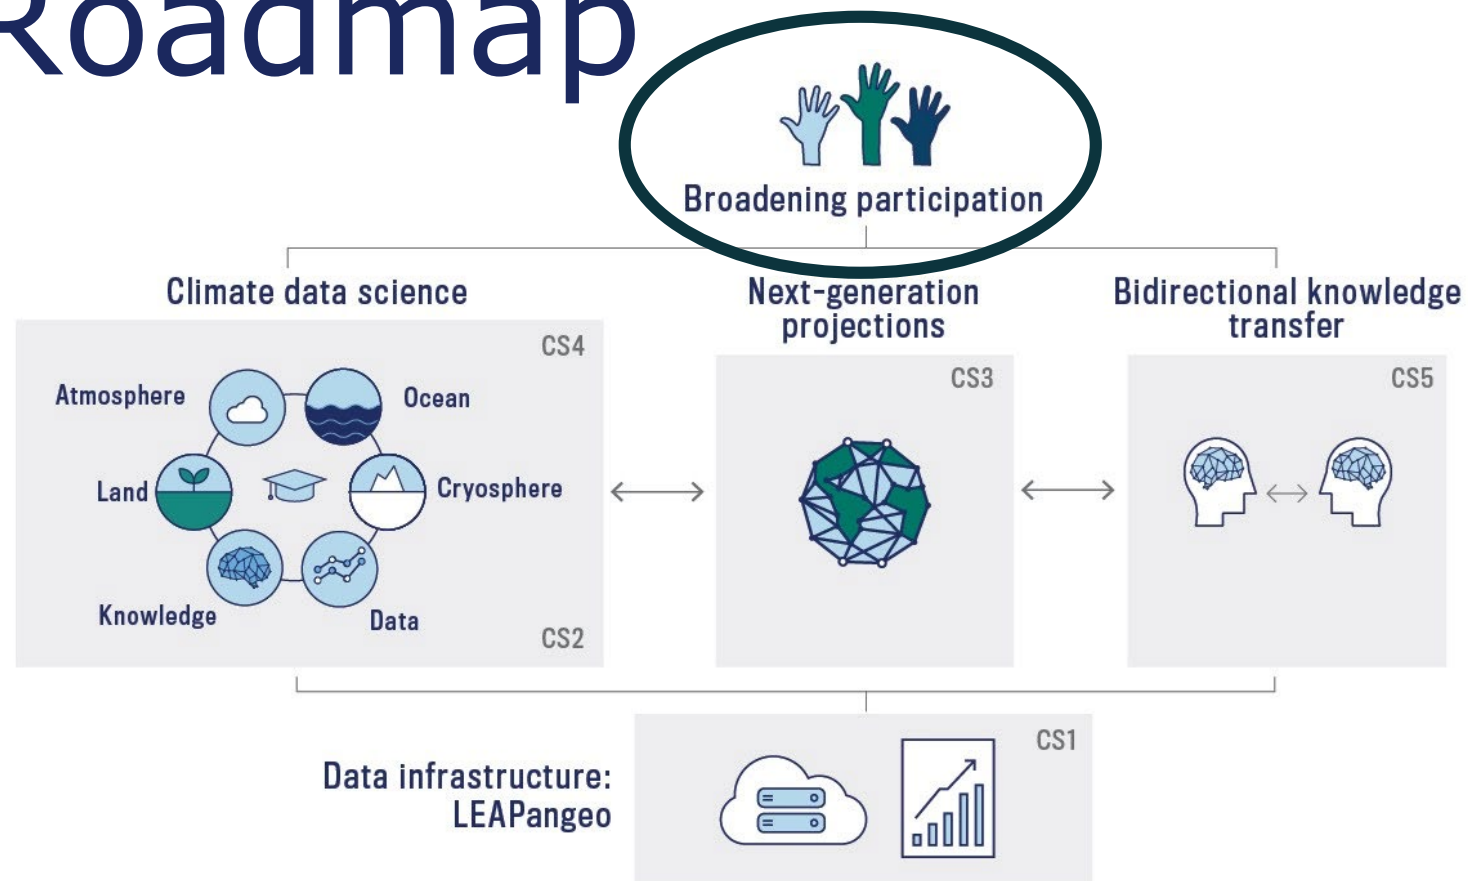 Roadmap
Broadening participation
Climate data science
Next-generation
projections
Bidirectional knowledge
transfer
CS4
Atmosphere
Ocean
Land
Cryosphere
Knowledge
Data
CS2
CS3
CS5
Data infrastructure:
LEAPangeo
CS1